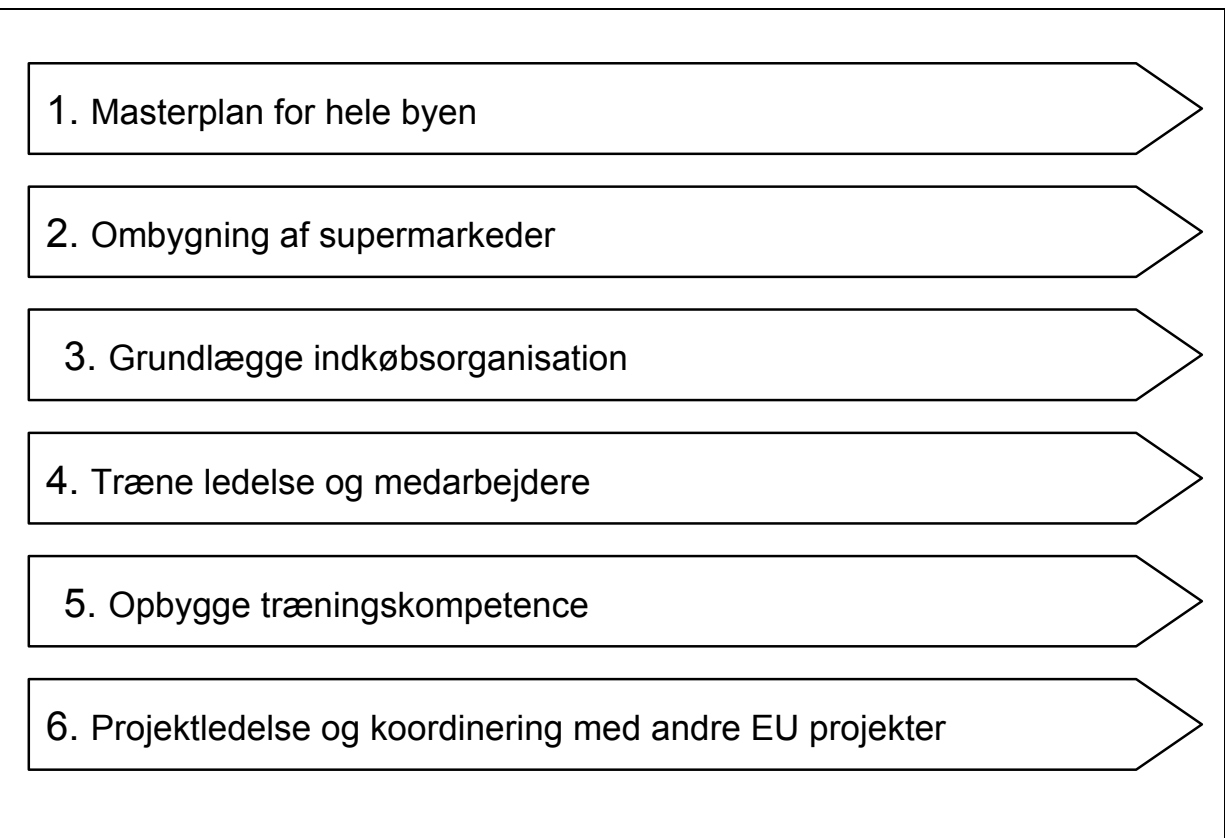 1. Masterplan for hele byen
2. Ombygning af supermarkeder
3. Grundlægge indkøbsorganisation
4. Træne ledelse og medarbejdere
5. Opbygge træningskompetence
6. Projektledelse og koordinering med andre EU projekter